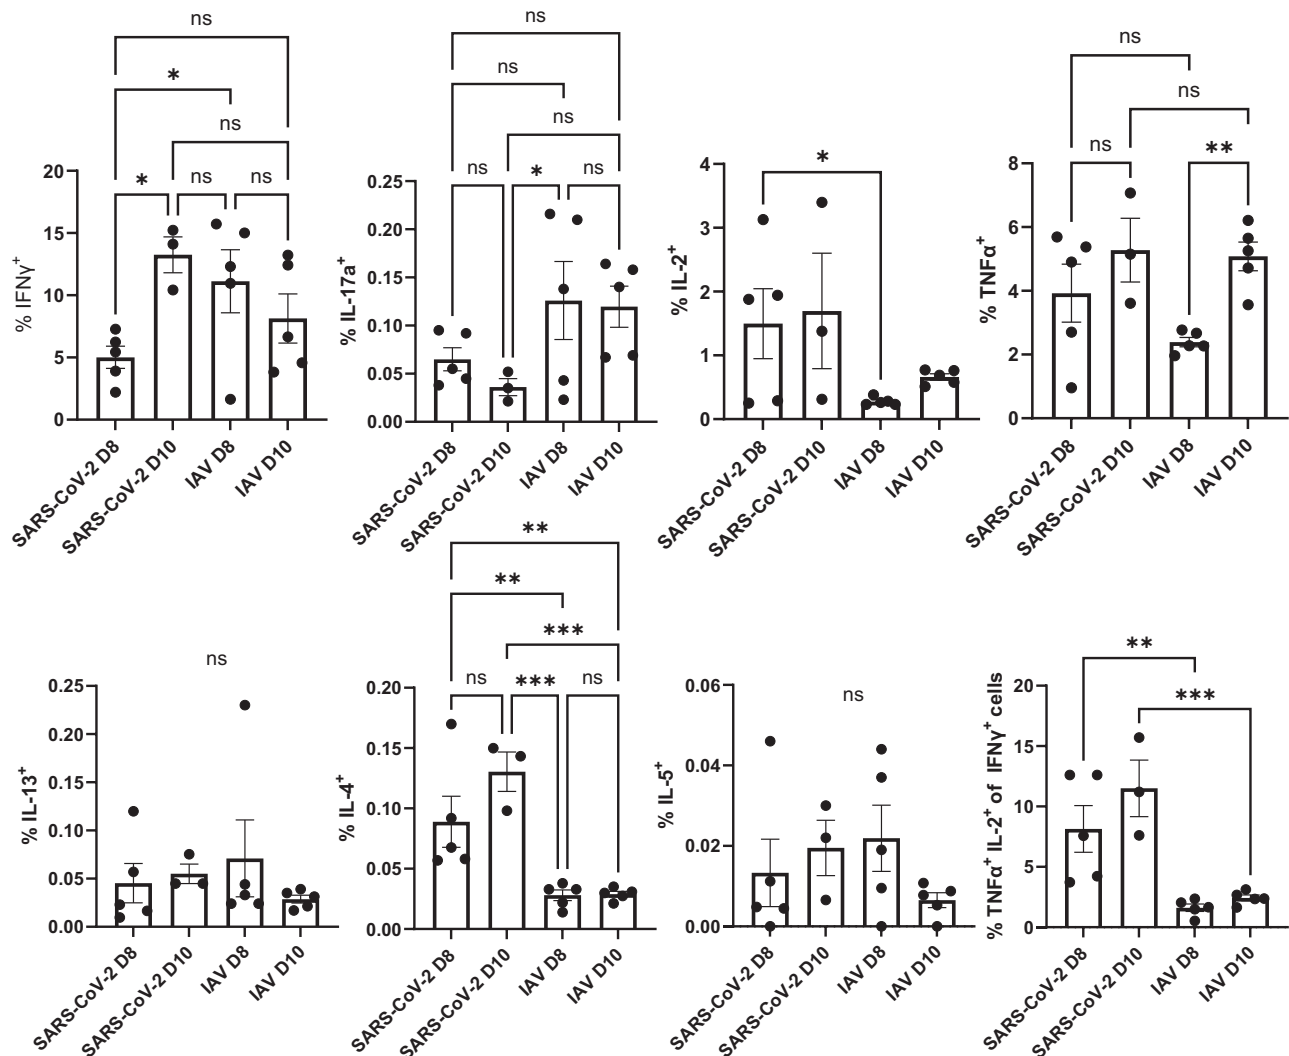 ns
*
ns
*
ns
ns
% IFNγ⁺
20
15
10
5
0
SARS-CoV-2 D8
SARS-CoV-2 D10
IAV D8
IAV D10
ns
ns
ns
ns
*
ns
% IL-17a⁺
0.25
0.20
0.15
0.10
0.05
0.00
SARS-CoV-2 D8
SARS-CoV-2 D10
IAV D8
IAV D10
*
% IL-2⁺
4
3
2
1
0
SARS-CoV-2 D8
SARS-CoV-2 D10
IAV D8
IAV D10
ns
ns
ns
**
% TNFα⁺
8
6
4
2
0
SARS-CoV-2 D8
SARS-CoV-2 D10
IAV D8
IAV D10
ns
% IL-13⁺
0.25
0.20
0.15
0.10
0.05
0.00
SARS-CoV-2 D8
SARS-CoV-2 D10
IAV D8
IAV D10
**
**
***
ns
***
ns
% IL-4⁺
0.20
0.15
0.10
0.05
0.00
SARS-CoV-2 D8
SARS-CoV-2 D10
IAV D8
IAV D10
ns
% IL-5⁺
0.06
0.04
0.02
0.00
SARS-CoV-2 D8
SARS-CoV-2 D10
IAV D8
IAV D10
**
***
% TNFα⁺ IL-2⁺ of IFNγ⁺ cells
20
15
10
5
0
SARS-CoV-2 D8
SARS-CoV-2 D10
IAV D8
IAV D10